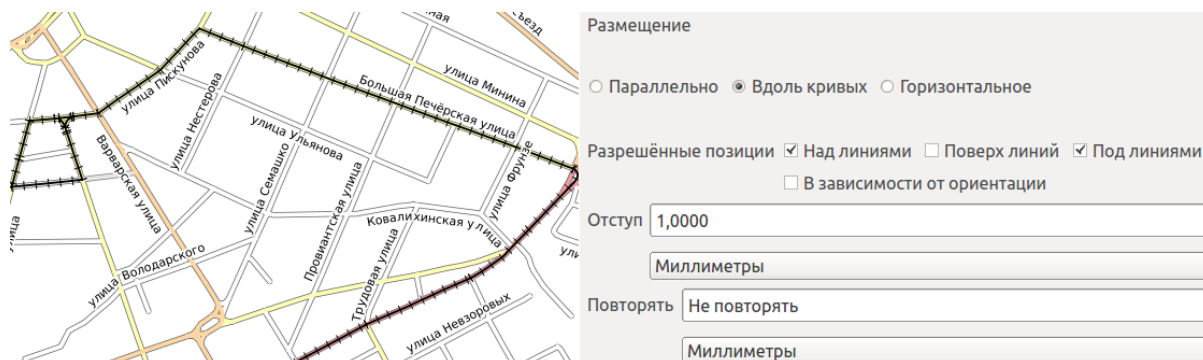 съезд
улица Пискунова
улица Минина
Большая Печёрская улица
улица Нестерова
улица Ульянова
Варварская улица
улица Семашко
Провиантская улица
улица Фрунзе
Ковалихинская улица
улица
улица Володарского
Трудовая улица
улица Невзоровых
Размещение
Параллельно Вдоль кривых Горизонтальное
Разрешённые позиции Над линиями Поверх линий Под линиями
В зависимости от ориентации
Отступ 1,0000
Миллиметры
Повторять Не повторять
Миллиметры